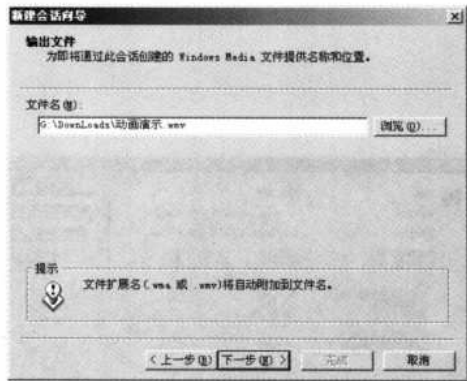 新建会话向导
输出文件
为即将通过此会话创建的 Windows Media 文件提供名称和位置。
文件名(N):
G:\DownLoads\动画演示.wmv
浏览(O)...
提示
文件扩展名(.wma 或 .wmv)将自动附加到文件名。
< 上一步(B) 下一步(N) > 完成 取消